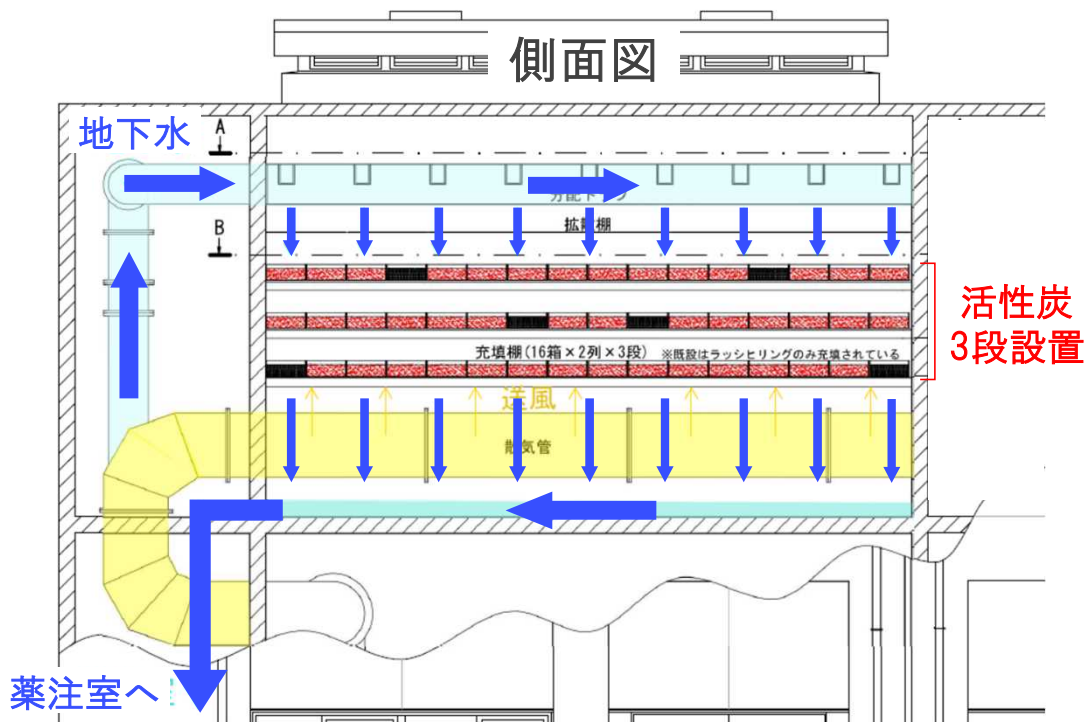 側面図
地下水
A
拡散棚
B
活性炭
3段設置
充填棚(16箱×2列×3段) ※既設はラッシヒリングのみ充填されている
送風
散気管
薬注室へ